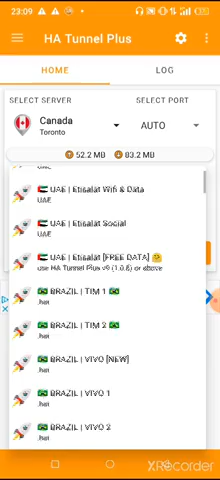 23:09
HA Tunnel Plus
HOME LOG
SELECT SERVER SELECT PORT
Canada
Toronto
AUTO
52.2 MB 83.2 MB
UAE
UAE | Etisalat Wifi & Data
UAE
UAE | Etisalat Social
UAE
UAE | Etisalat [FREE DATA]
use HA Tunnel Plus v9 (1.0.8) or above
BRAZIL | TIM 1
.hat
BRAZIL | TIM 2
.hat
BRAZIL | VIVO [NEW]
.hat
BRAZIL | VIVO 1
.hat
BRAZIL | VIVO 2
.hat
XRecorder